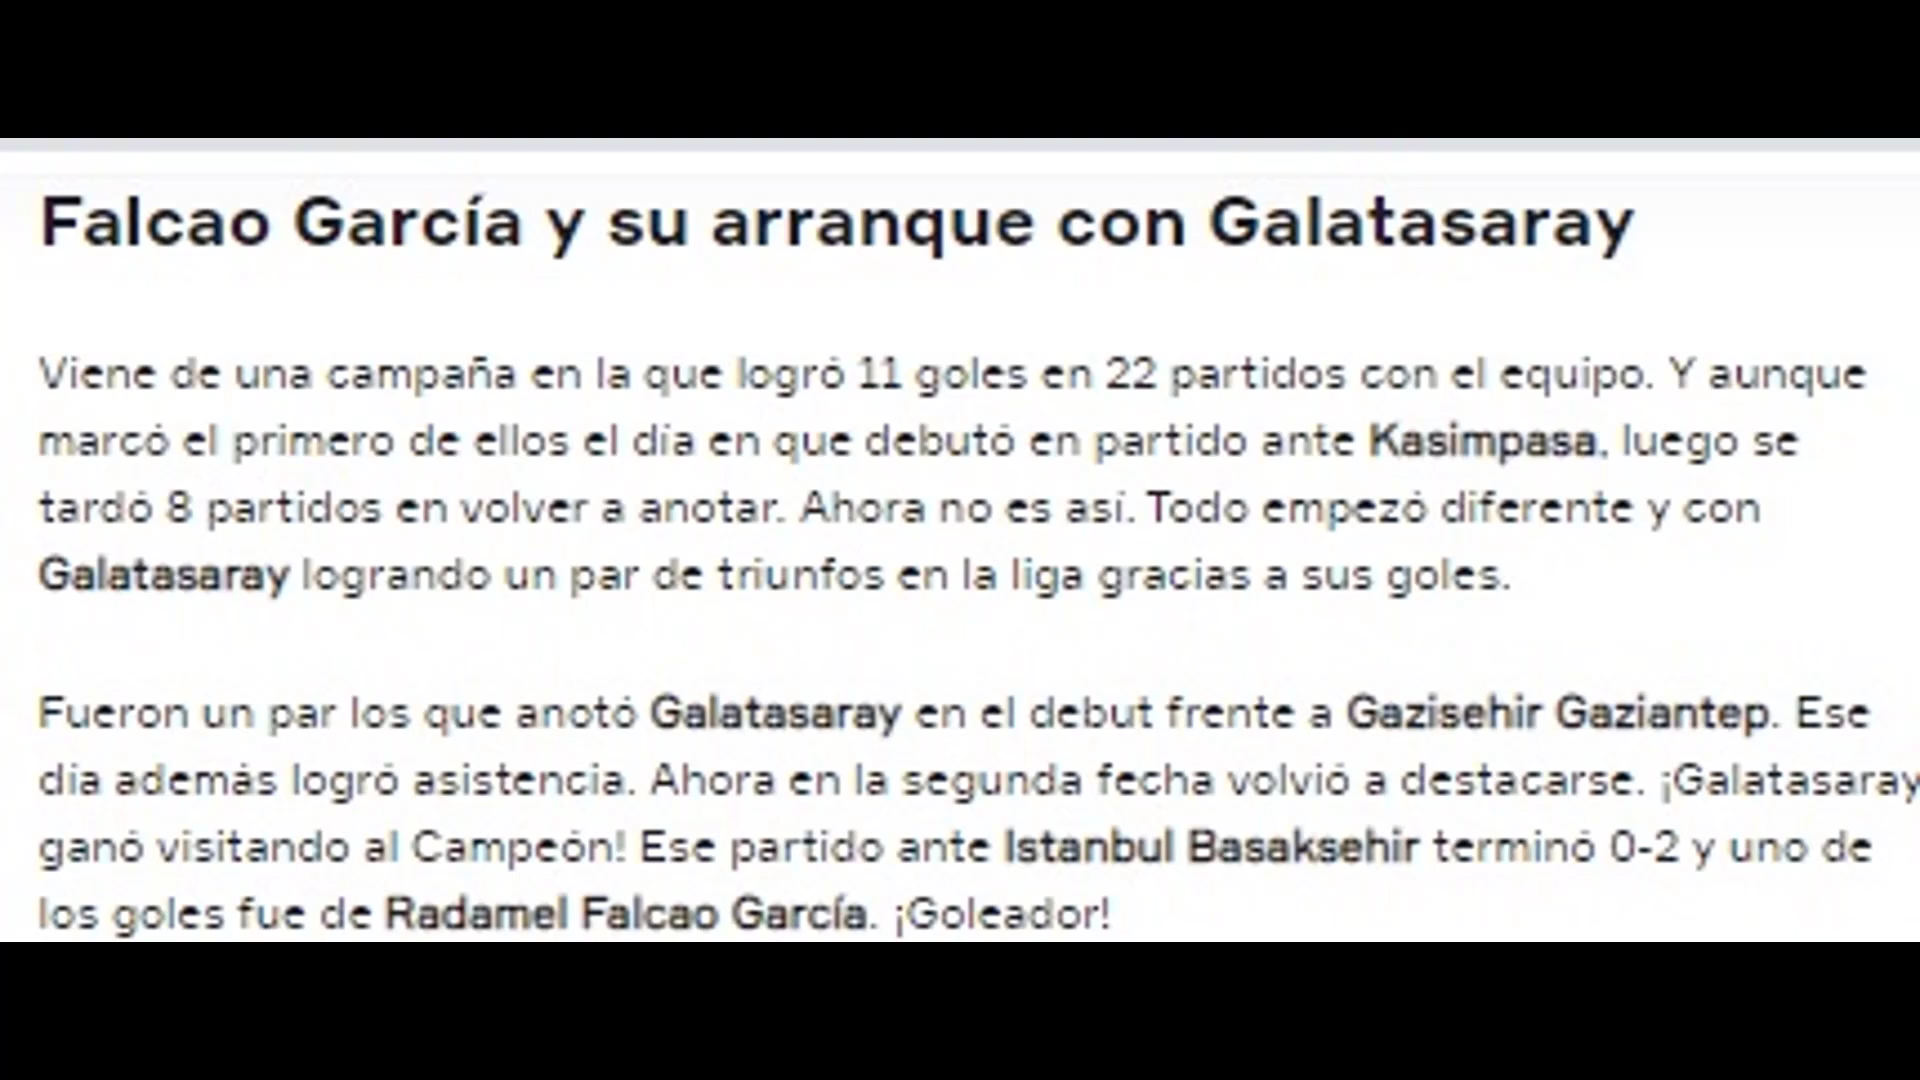 Falcao García y su arranque con Galatasaray
Viene de una campaña en la que logró 11 goles en 22 partidos con el equipo. Y aunque
marcó el primero de ellos el día en que debutó en partido ante Kasimpasa, luego se
tardó 8 partidos en volver a anotar. Ahora no es así. Todo empezó diferente y con
Galatasaray logrando un par de triunfos en la liga gracias a sus goles.
Fueron un par los que anotó Galatasaray en el debut frente a Gazisehir Gaziantep. Ese
día además logró asistencia. Ahora en la segunda fecha volvió a destacarse. ¡Galatasaray
ganó visitando al Campeón! Ese partido ante Istanbul Basaksehir terminó 0-2 y uno de
los goles fue de Radamel Falcao García. ¡Goleador!